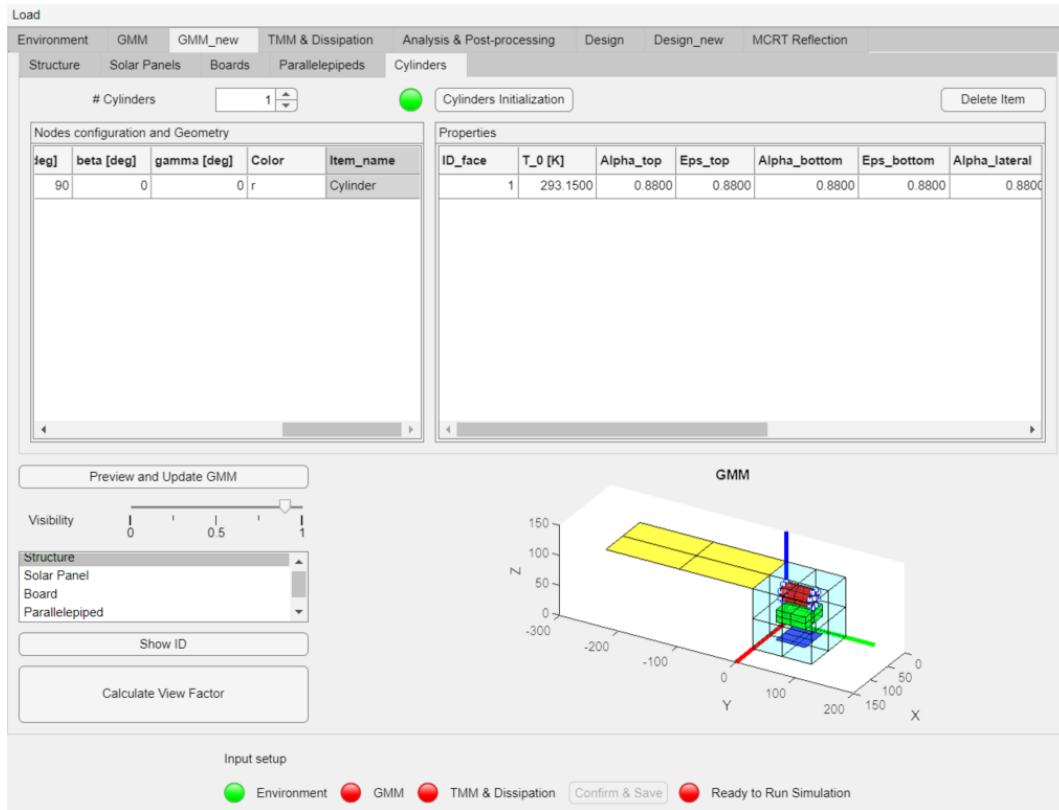 Load
Environment GMM GMM_new TMM & Dissipation Analysis & Post-processing Design Design_new MCRT Reflection
Structure Solar Panels Boards Parallelepipeds Cylinders
# Cylinders 1 Cylinders Initialization Delete Item
Nodes configuration and Geometry Properties
deg] beta [deg] gamma [deg] Color Item_name ID_face T_0 [K] Alpha_top Eps_top Alpha_bottom Eps_bottom Alpha_lateral
90 0 0 r Cylinder 1 293.1500 0.8800 0.8800 0.8800 0.8800 0.8800
Preview and Update GMM
GMM
Visibility
0 0.5 1
Structure
Solar Panel
Board
Parallelepiped
Show ID
Calculate View Factor
150
100
50
0
Z
-300
-200
-100
0
100
200
Y
0
50
100
150
X
Input setup
Environment GMM TMM & Dissipation Confirm & Save Ready to Run Simulation